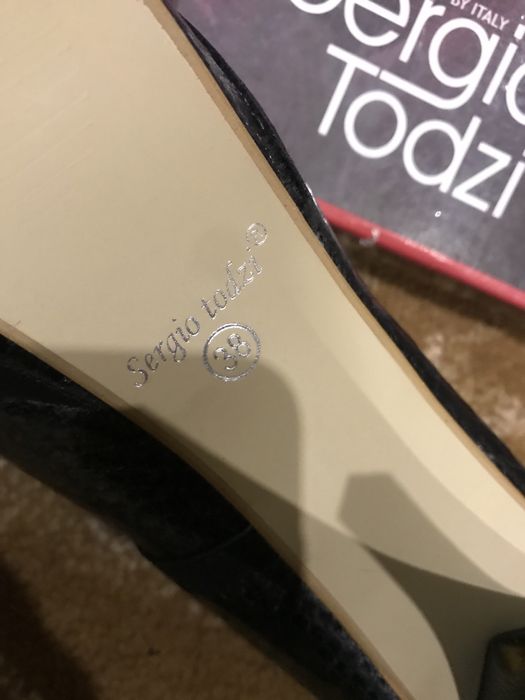 BY ITALY
Sergio
Todzi
Sergio todzi®
38